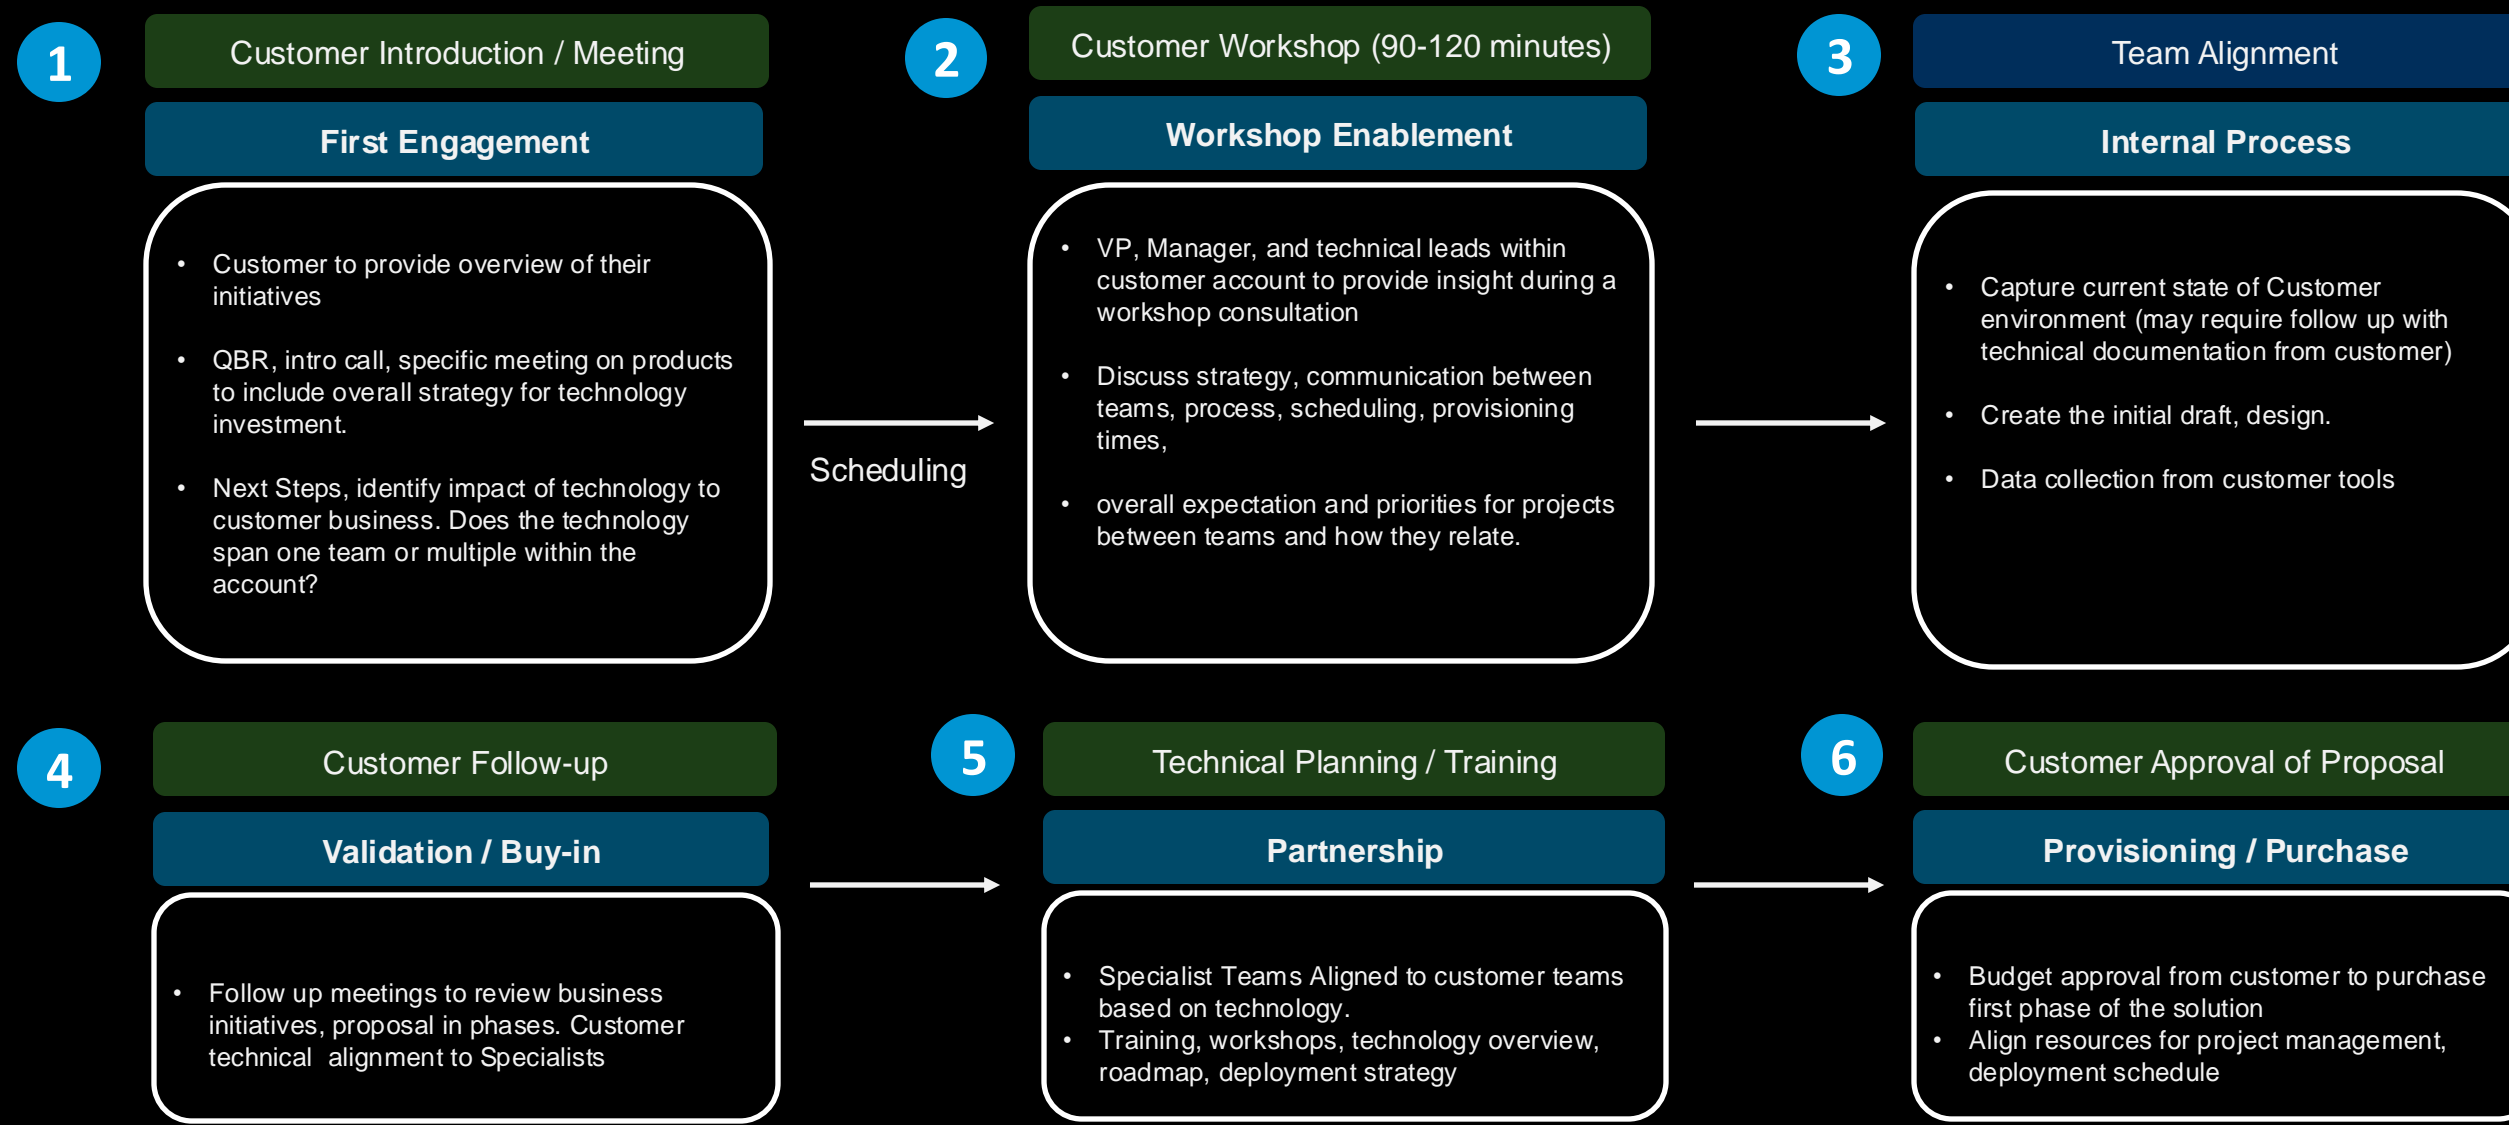 1
Customer Introduction / Meeting
First Engagement
• Customer to provide overview of their
initiatives
• QBR, intro call, specific meeting on products
to include overall strategy for technology
investment.
• Next Steps, identify impact of technology to
customer business. Does the technology
span one team or multiple within the
account?
Scheduling
2
Customer Workshop (90-120 minutes)
Workshop Enablement
• VP, Manager, and technical leads within
customer account to provide insight during a
workshop consultation
• Discuss strategy, communication between
teams, process, scheduling, provisioning
times,
• overall expectation and priorities for projects
between teams and how they relate.
3
Team Alignment
Internal Process
• Capture current state of Customer
environment (may require follow up with
technical documentation from customer)
• Create the initial draft, design.
• Data collection from customer tools
4
Customer Follow-up
Validation / Buy-in
• Follow up meetings to review business
initiatives, proposal in phases. Customer
technical  alignment to Specialists
5
Technical Planning / Training
Partnership
• Specialist Teams Aligned to customer teams
based on technology.
• Training, workshops, technology overview,
roadmap, deployment strategy
6
Customer Approval of Proposal
Provisioning / Purchase
• Budget approval from customer to purchase
first phase of the solution
• Align resources for project management,
deployment schedule